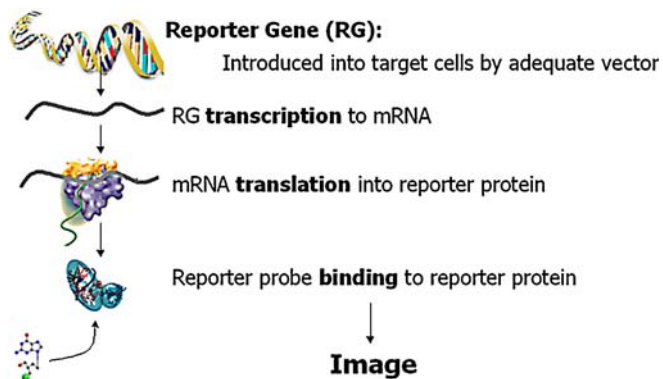 Reporter Gene (RG):
Introduced into target cells by adequate vector
RG transcription to mRNA
mRNA translation into reporter protein
Reporter probe binding to reporter protein
Image